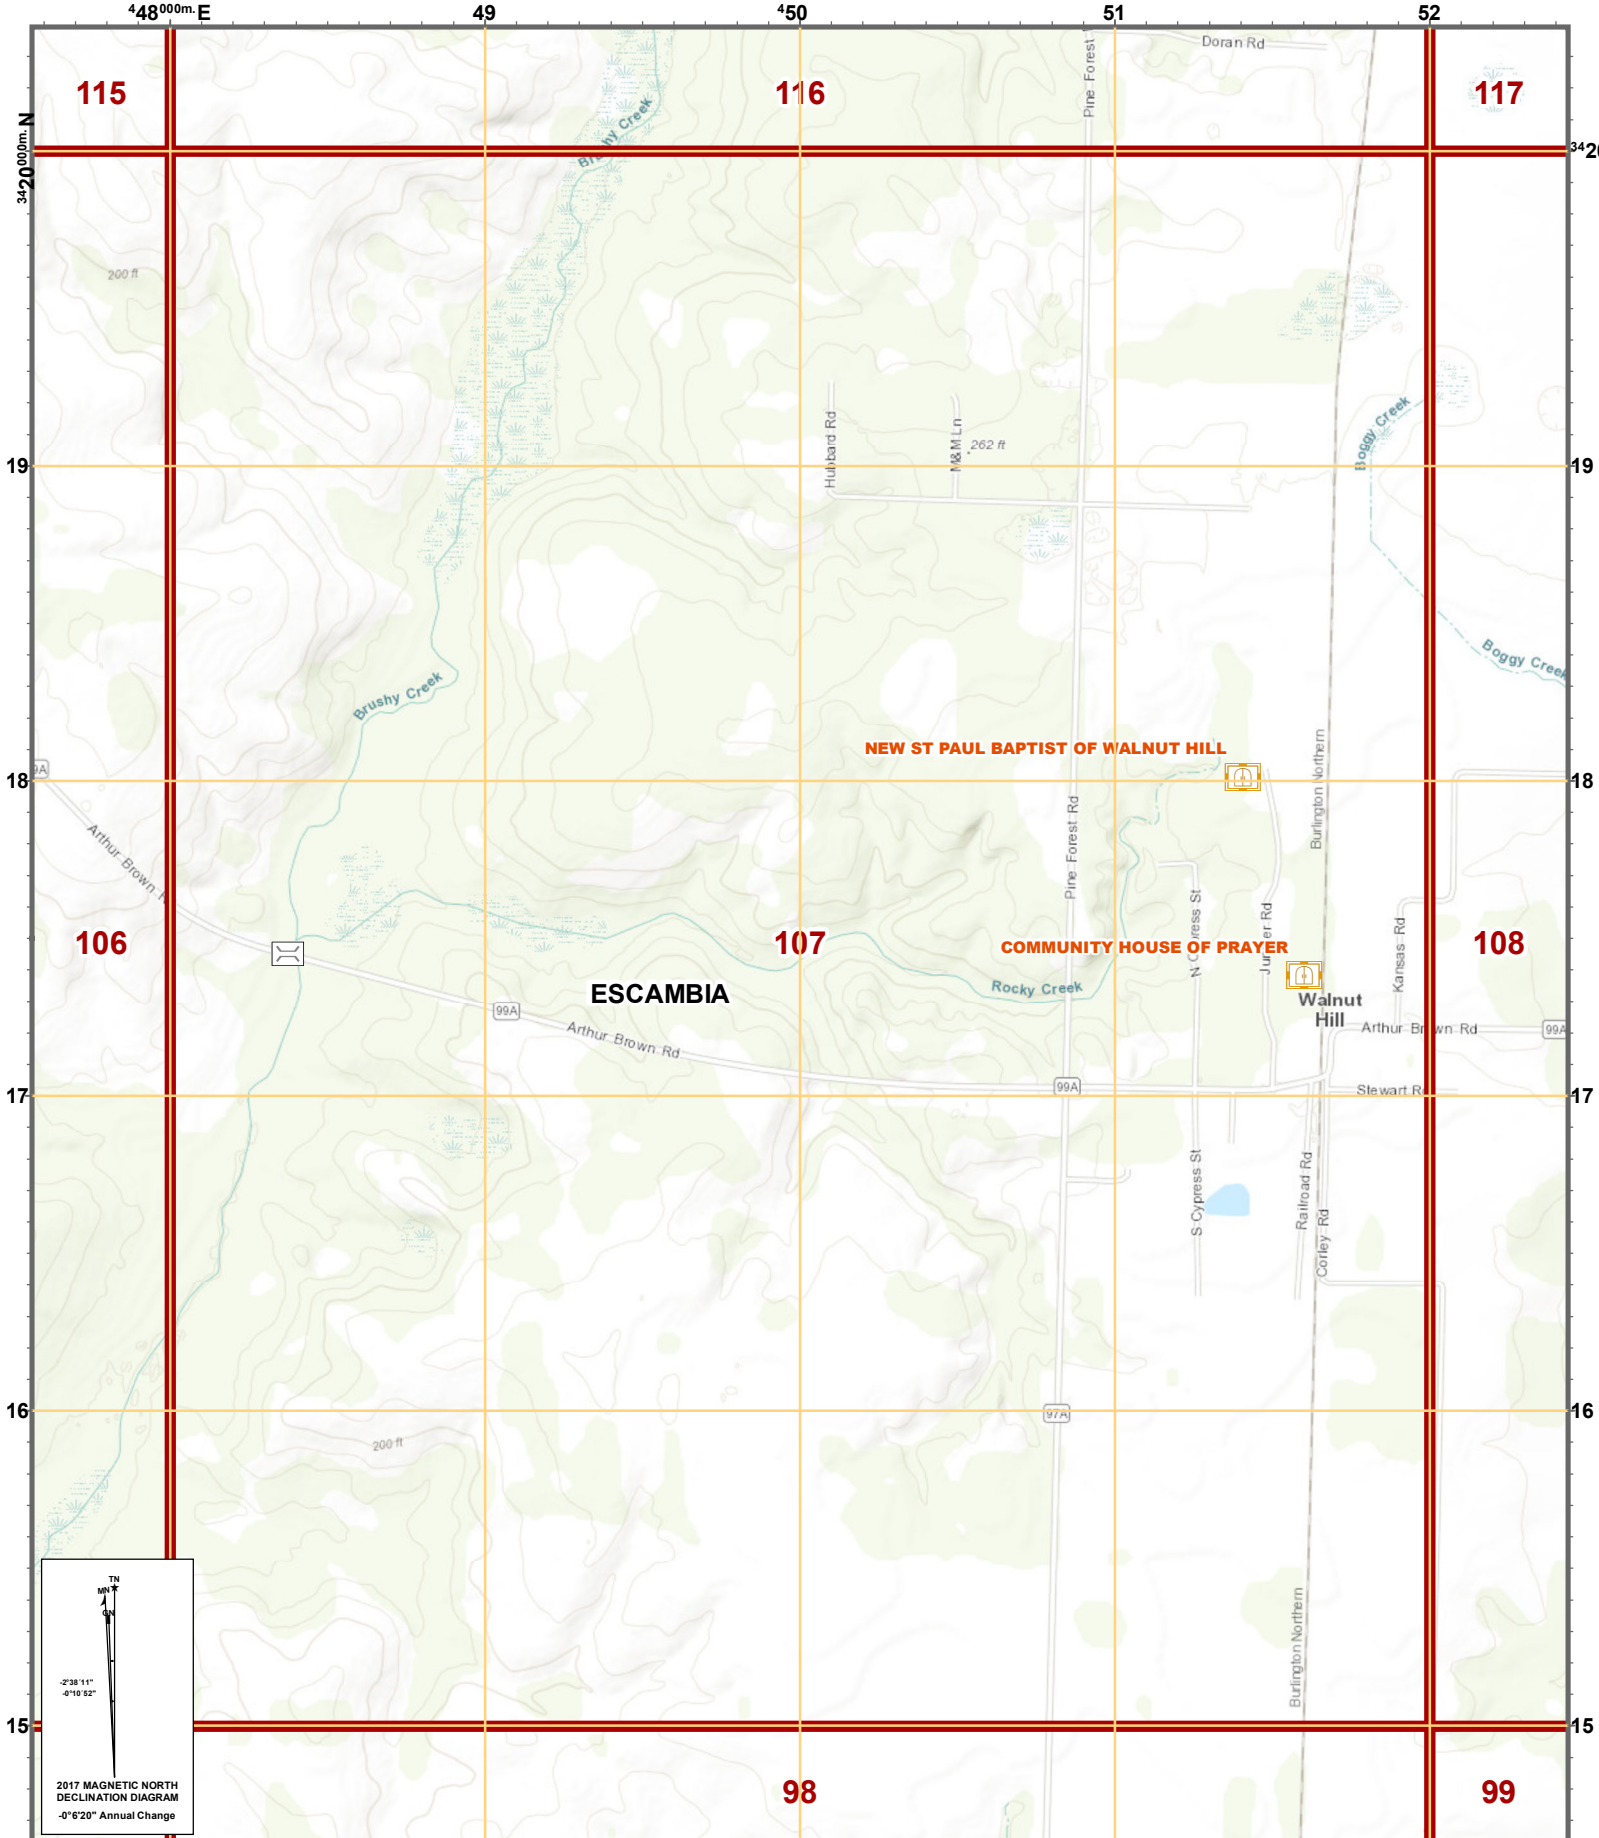 448000m. E
49
450
51
52
Doran Rd
Pine Forest
115
116
117
3420000m. N
3420
Brushy Creek
200 ft
Hubbard Rd
M&M Ln
262 ft
Boggy Creek
19
19
Boggy Creek
Brushy Creek
NEW ST PAUL BAPTIST OF WALNUT HILL
Burlington Northern
9A
18
18
Arthur Brown R
Pine Forest Rd
N Cypress St
Juniper Rd
Kansas Rd
106
107
108
COMMUNITY HOUSE OF PRAYER
ESCAMBIA
Rocky Creek
Walnut
Hill
99A
Arthur Brown Rd
Arthur Brown Rd
99A
99A
Stewart Rd
17
17
S Cypress St
Railroad Rd
Corley Rd
16
16
97A
200 ft
Burlington Northern
TN
MN
GN
-2°38'11"
-0°10'52"
15
15
2017 MAGNETIC NORTH
DECLINATION DIAGRAM
-0°6'20" Annual Change
98
99